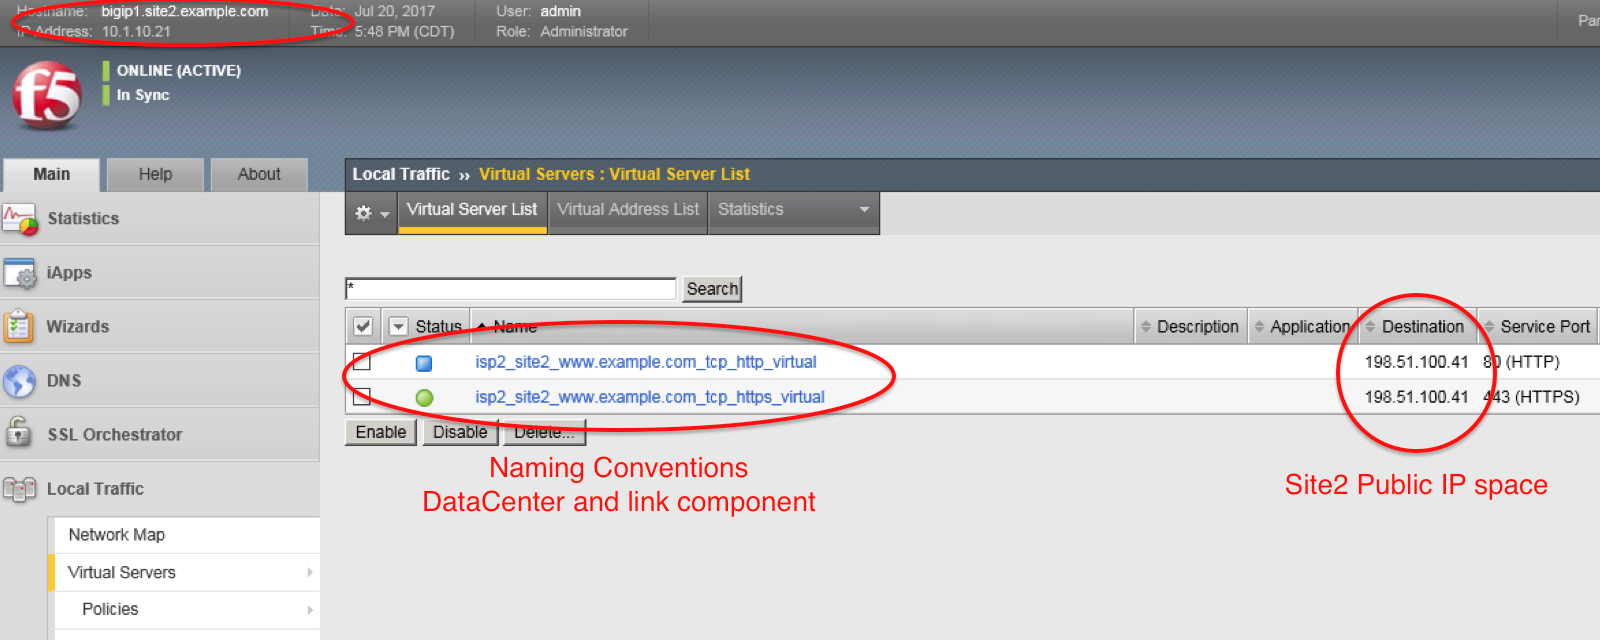 Hostname: bigip1.site2.example.com Date: Jul 20, 2017 User: admin
IP Address: 10.1.10.21 Time: 5:48 PM (CDT) Role: Administrator
f5
ONLINE (ACTIVE)
In Sync
Main Help About
Statistics
iApps
Wizards
DNS
SSL Orchestrator
Local Traffic
Network Map
Virtual Servers
Policies
Local Traffic ›› Virtual Servers : Virtual Server List
Virtual Server List Virtual Address List Statistics
* Search
Status Name Description Application Destination Service Port
isp2_site2_www.example.com_tcp_http_virtual 198.51.100.41 80 (HTTP)
isp2_site2_www.example.com_tcp_https_virtual 198.51.100.41 443 (HTTPS)
Enable Disable Delete...
Naming Conventions
DataCenter and link component
Site2 Public IP space